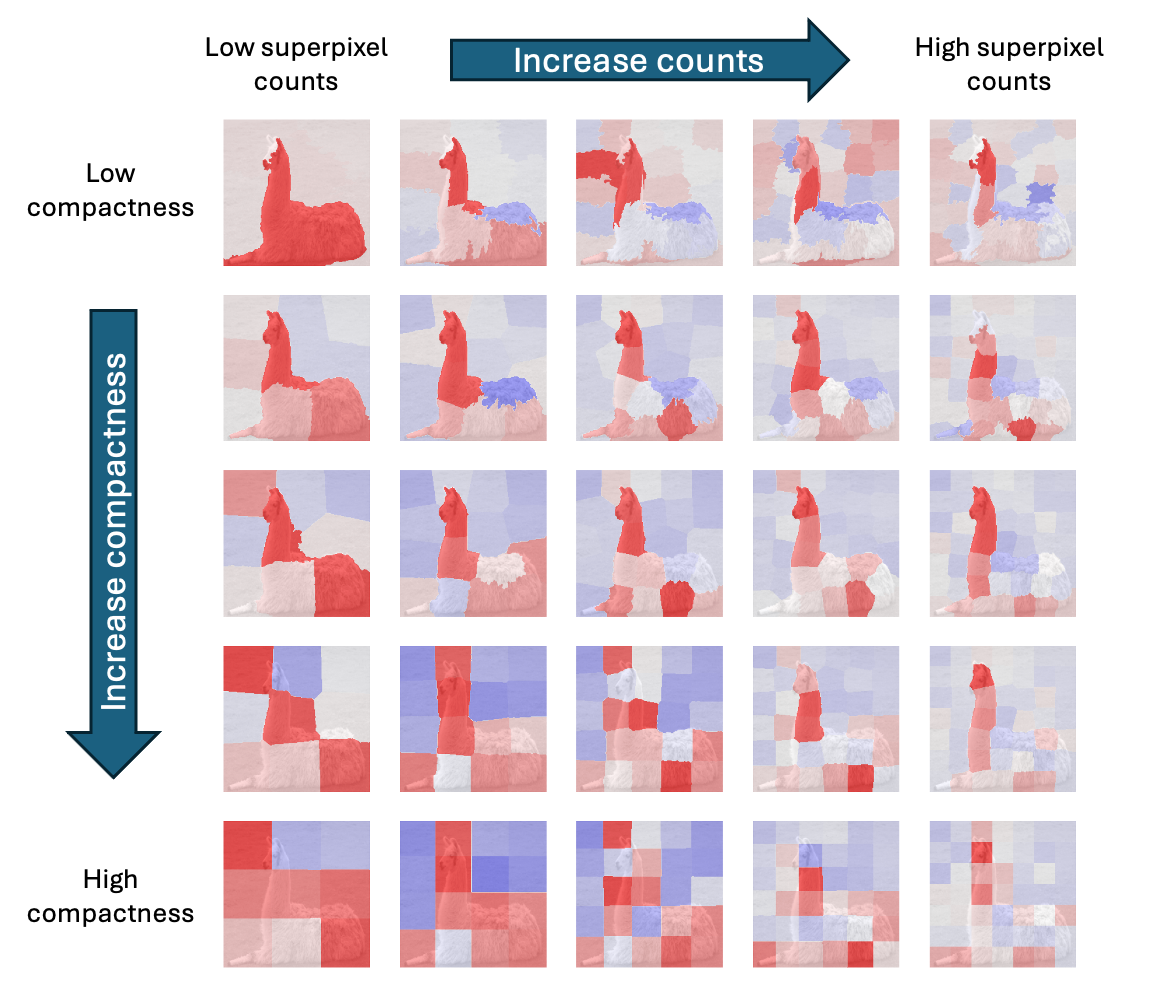 Low superpixel
counts
Increase counts
High superpixel
counts
Low
compactness
Increase compactness
High
compactness